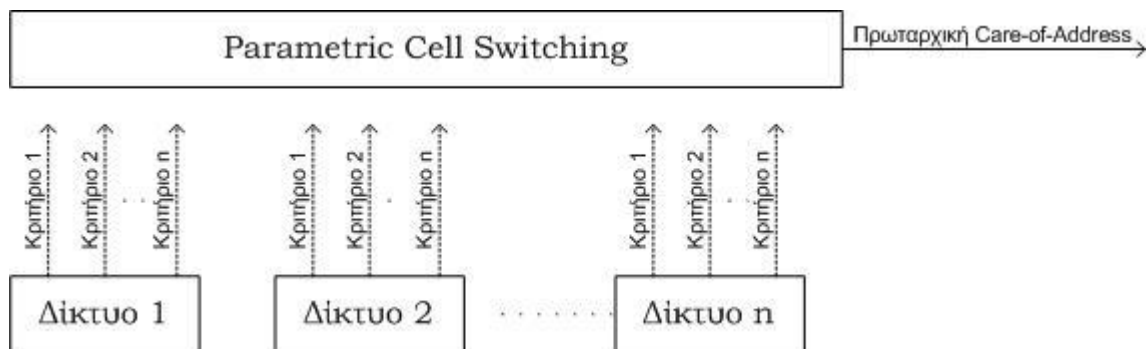 Parametric Cell Switching
Πρωταρχική Care-of-Address
Κριτήριο 1
Κριτήριο 2
Κριτήριο n
Κριτήριο 1
Κριτήριο 2
Κριτήριο n
Κριτήριο 1
Κριτήριο 2
Κριτήριο n
Δίκτυο 1
Δίκτυο 2
Δίκτυο n